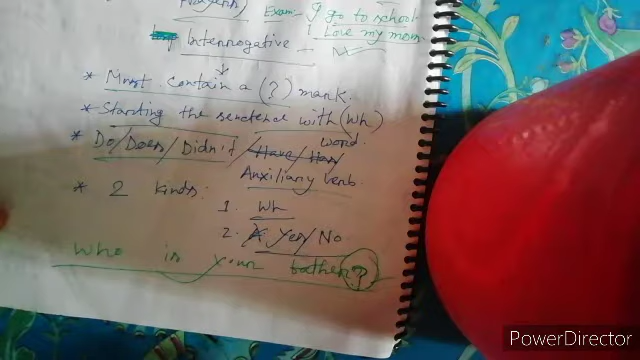 Exam:- I go to school
I Love my mom.
Interrogative –
* Must contain a (?) mark.
* Starting the sentence with (Wh)
word.
* Do/Does/Didn't /Have/Has/
Auxiliary verb.
* 2 kinds:
1. Wh
2. Yes/No
Who is your father?
PowerDirector